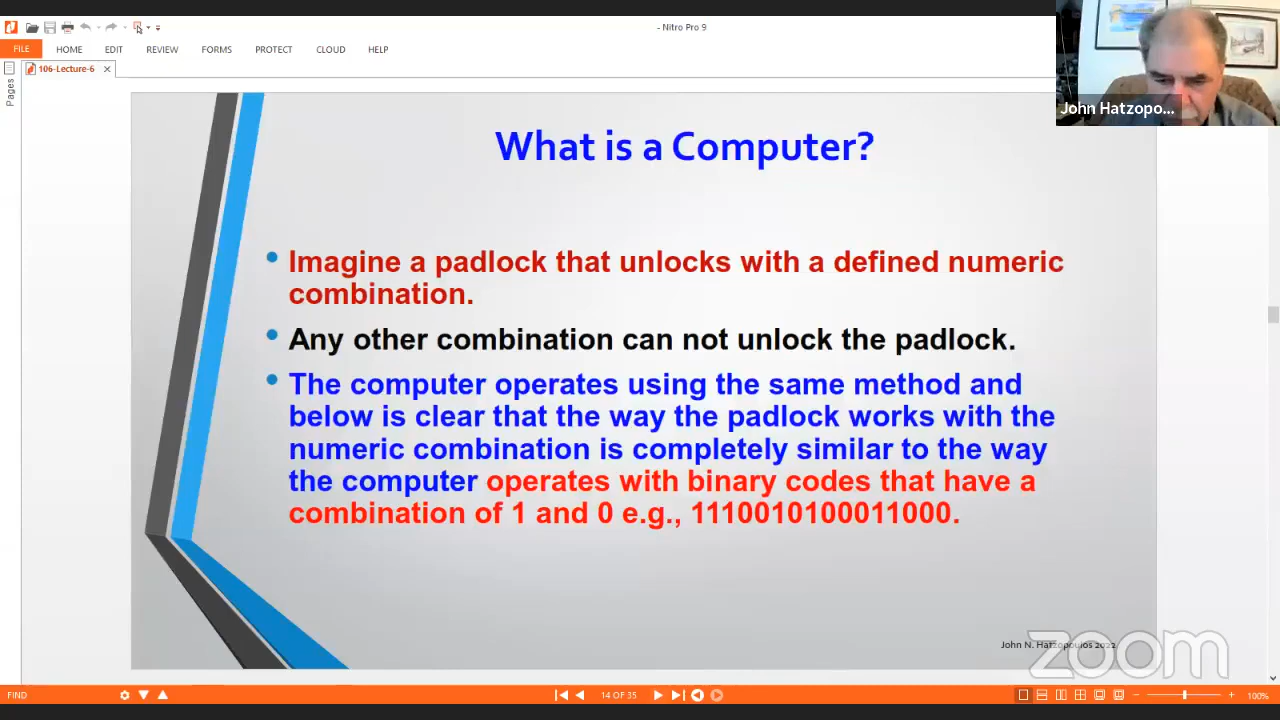 - Nitro Pro 9
FILE HOME EDIT REVIEW FORMS PROTECT CLOUD HELP
106-Lecture-6
Pages
John Hatzopo...
What is a Computer?
• Imagine a padlock that unlocks with a defined numeric
combination.
• Any other combination can not unlock the padlock.
• The computer operates using the same method and
below is clear that the way the padlock works with the
numeric combination is completely similar to the way
the computer operates with binary codes that have a
combination of 1 and 0 e.g., 1110010100011000.
John N. Hatzopoulos 2022
zoom
FIND 14 OF 35 100%